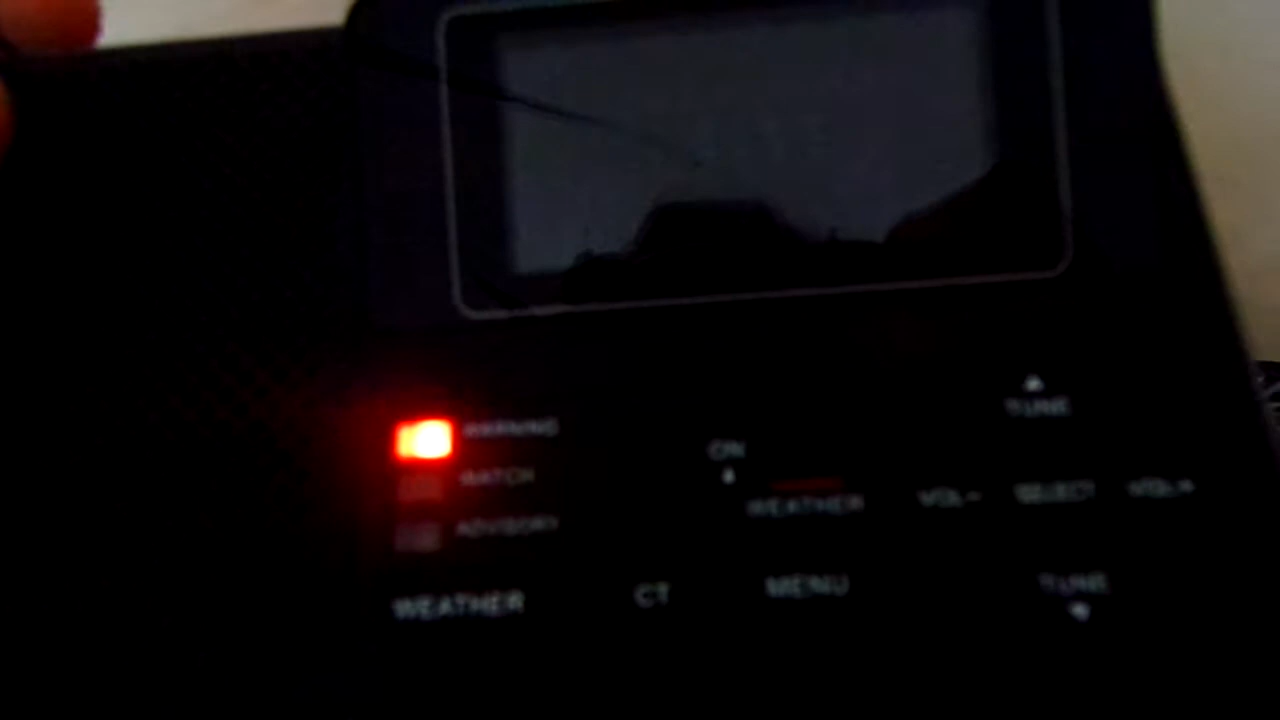 WARNING
WATCH
ADVISORY
WEATHER
CT
ON
WEATHER
MENU
TUNE
VOL-
SELECT
VOL+
TUNE